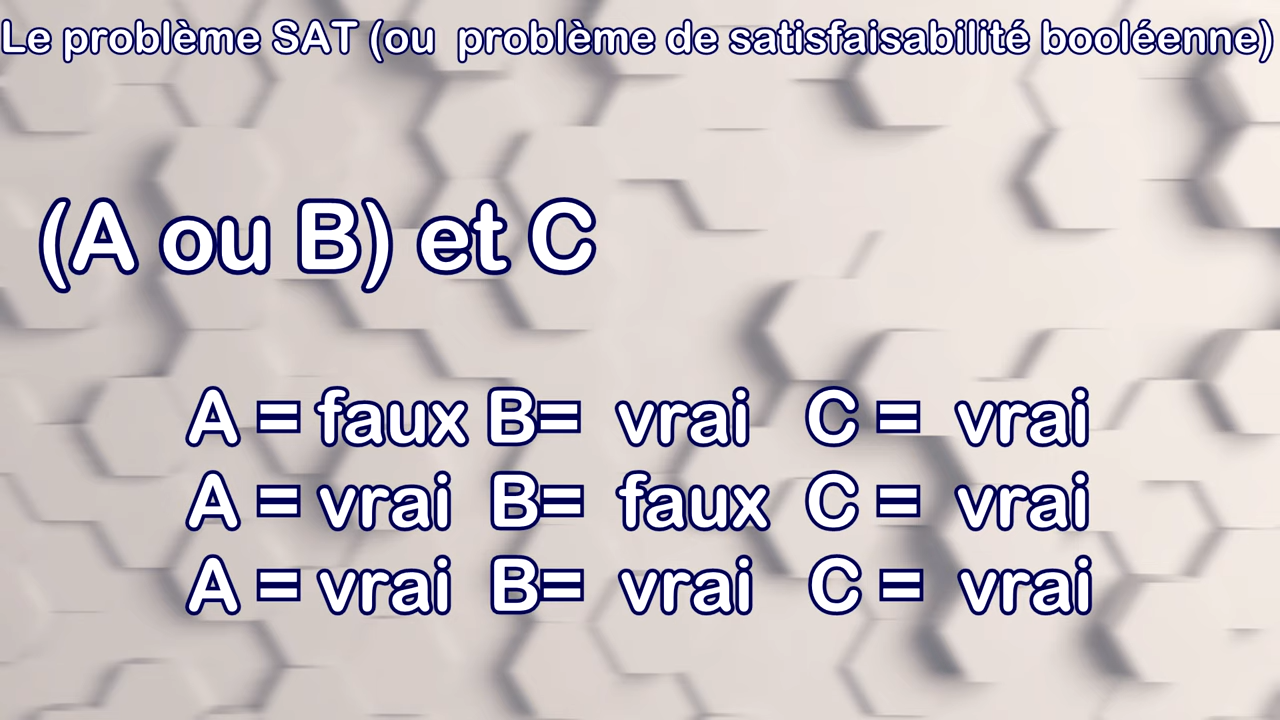 Le problème SAT (ou problème de satisfaisabilité booléenne)
(A ou B) et C
A = faux B= vrai C = vrai
A = vrai B= faux C = vrai
A = vrai B= vrai C = vrai